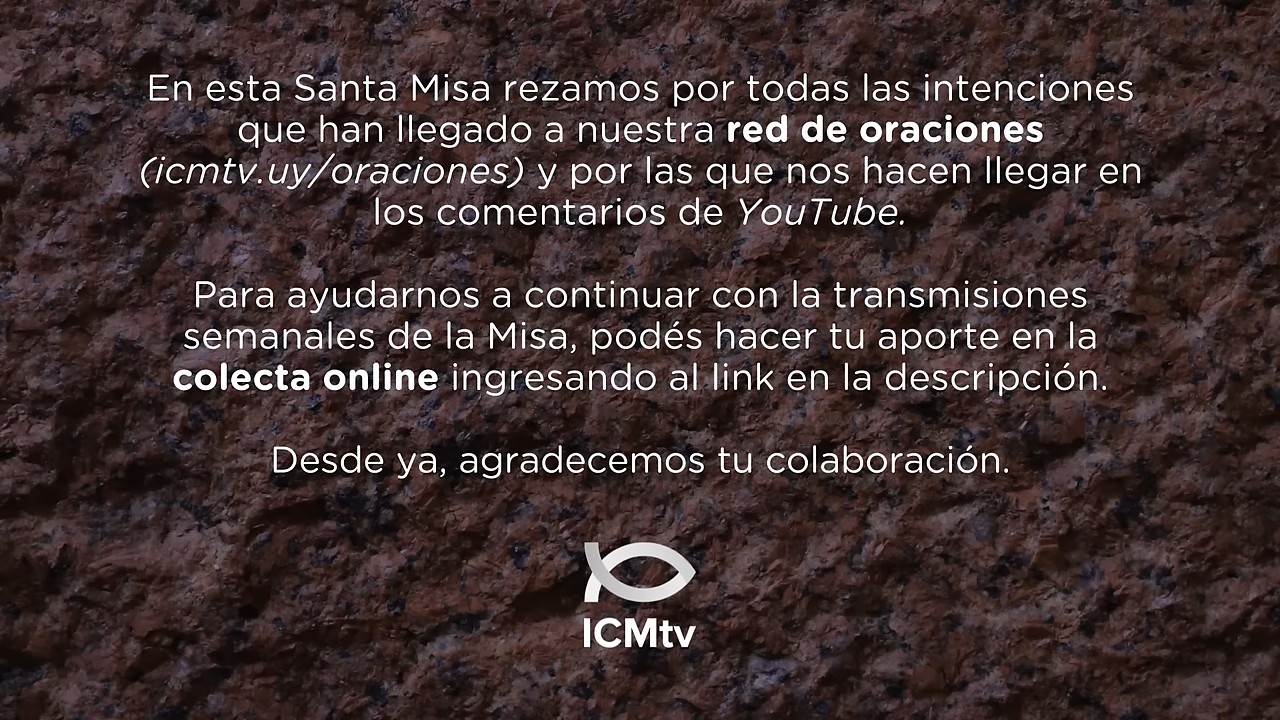 En esta Santa Misa rezamos por todas las intenciones
que han llegado a nuestra red de oraciones
(icmtv.uy/oraciones) y por las que nos hacen llegar en
los comentarios de YouTube.
Para ayudarnos a continuar con la transmisiones
semanales de la Misa, podés hacer tu aporte en la
colecta online ingresando al link en la descripción.
Desde ya, agradecemos tu colaboración.
ICMtv